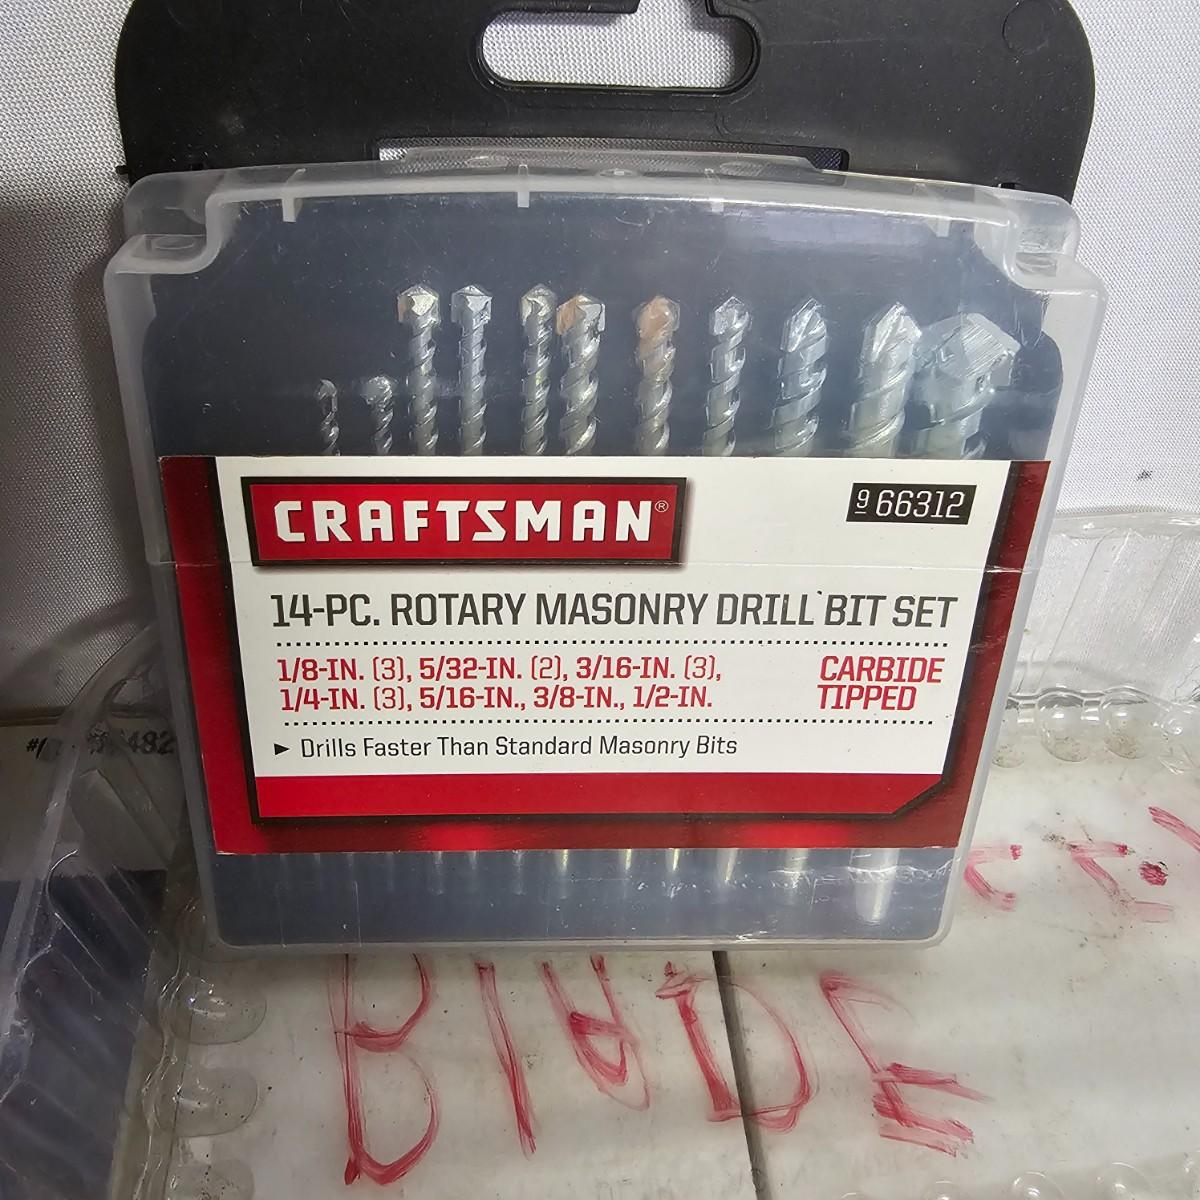 CRAFTSMAN®
9 66312
14-PC. ROTARY MASONRY DRILL BIT SET
1/8-IN. (3), 5/32-IN. (2), 3/16-IN. (3),
1/4-IN. (3), 5/16-IN., 3/8-IN., 1/2-IN.
CARBIDE
TIPPED
► Drills Faster Than Standard Masonry Bits
BlADE